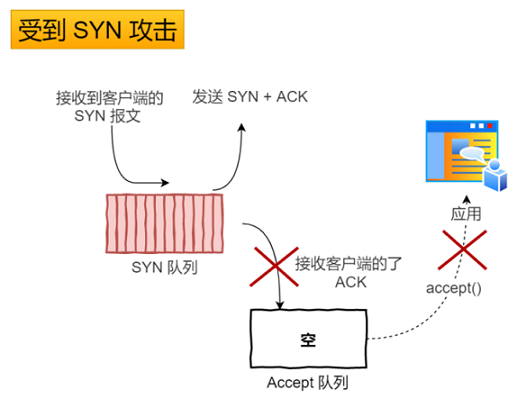 受到 SYN 攻击
接收到客户端的
SYN 报文
发送 SYN + ACK
SYN 队列
接收客户端的了
ACK
应用
accept()
空
Accept 队列